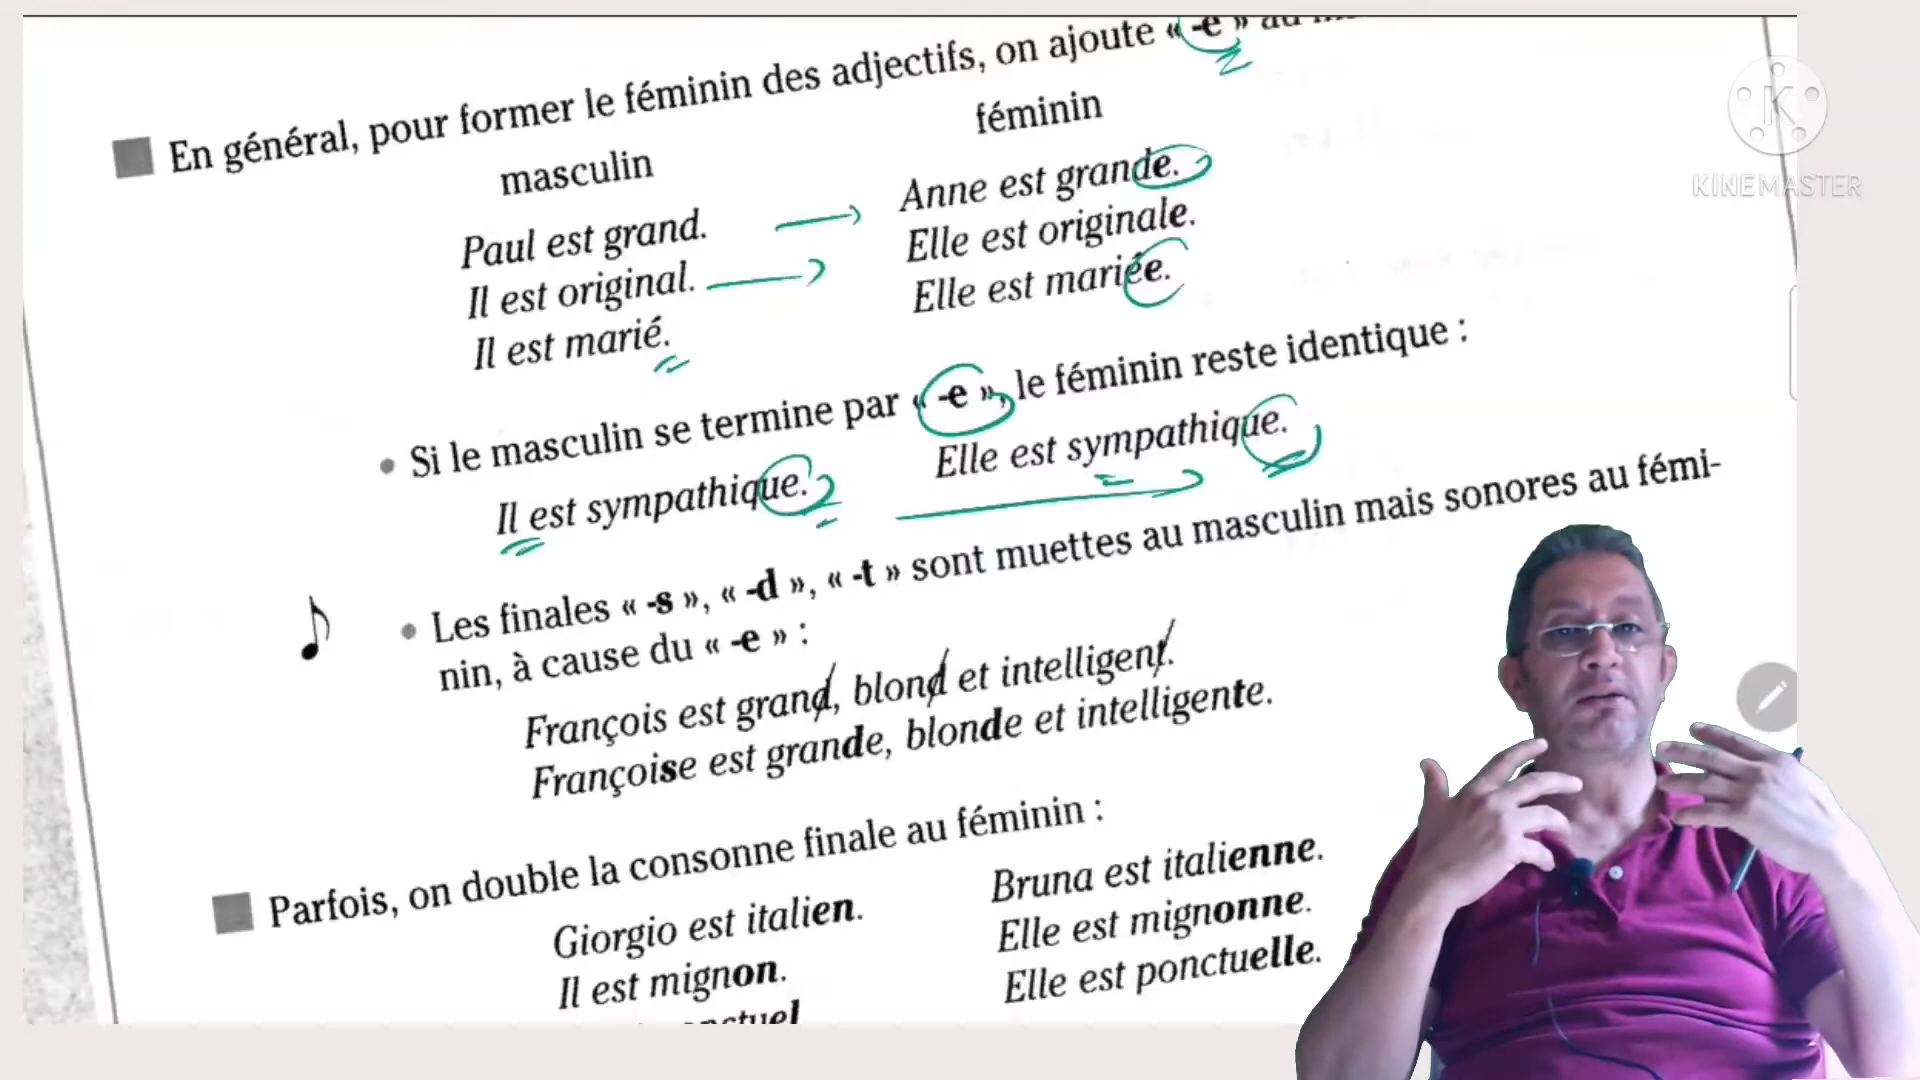 En général, pour former le féminin des adjectifs, on ajoute « -e » au
masculin
féminin
Paul est grand.
Anne est grande.
Il est original.
Elle est originale.
Il est marié.
Elle est mariée.
• Si le masculin se termine par « -e », le féminin reste identique :
Il est sympathique.
Elle est sympathique.
• Les finales « -s », « -d », « -t » sont muettes au masculin mais sonores au fémi-
nin, à cause du « -e » :
François est grand, blond et intelligent.
Françoise est grande, blonde et intelligente.
Parfois, on double la consonne finale au féminin :
Giorgio est italien.
Bruna est italienne.
Il est mignon.
Elle est mignonne.
Elle est ponctuelle.
K
KINEMASTER